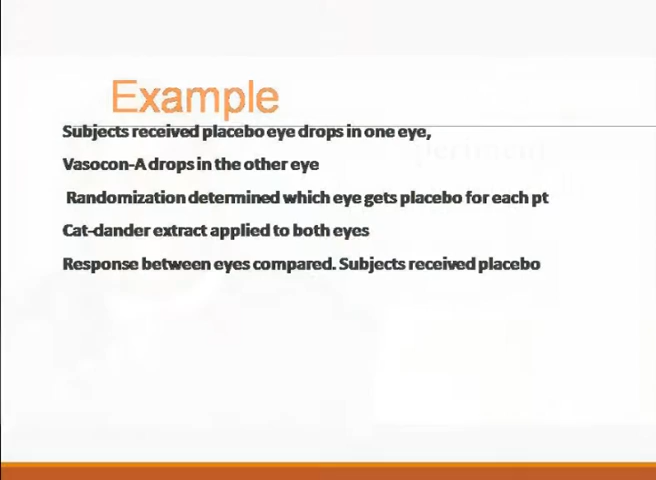 Example
Subjects received placebo eye drops in one eye,
Vasocon-A drops in the other eye
Randomization determined which eye gets placebo for each pt
Cat-dander extract applied to both eyes
Response between eyes compared. Subjects received placebo